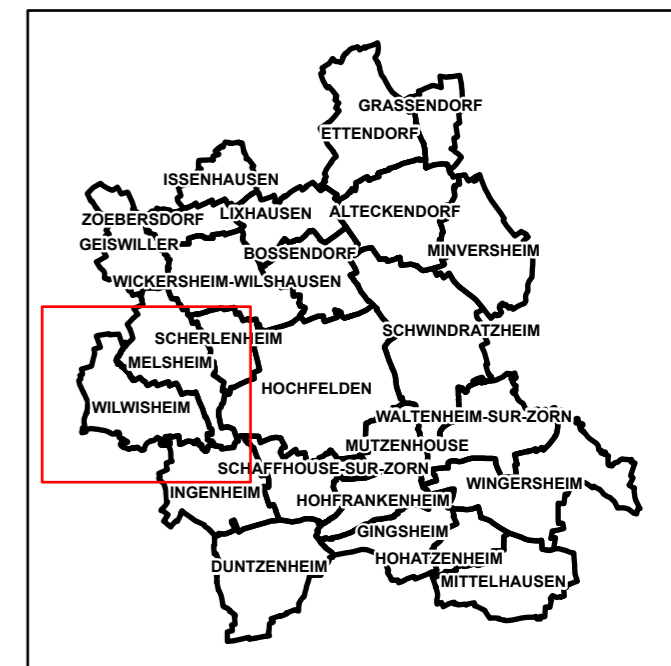 GRASSENDORF
ETTENDORF
ISSENHAUSEN
ZOEBERSDORF
LIXHAUSEN
ALTECKENDORF
GEISWILLER
BOSSENDORF
MINVERSHEIM
WICKERSHEIM-WILSHAUSEN
SCHERLENHEIM
SCHWINDRATZHEIM
MELSHEIM
HOCHFELDEN
WILWISHEIM
WALTENHEIM-SUR-ZORN
MUTZENHOUSE
SCHAFFHOUSE-SUR-ZORN
WINGERSHEIM
INGENHEIM
HOHFRANKENHEIM
GINGSHEIM
DUNTZENHEIM
HOHATZENHEIM
MITTELHAUSEN